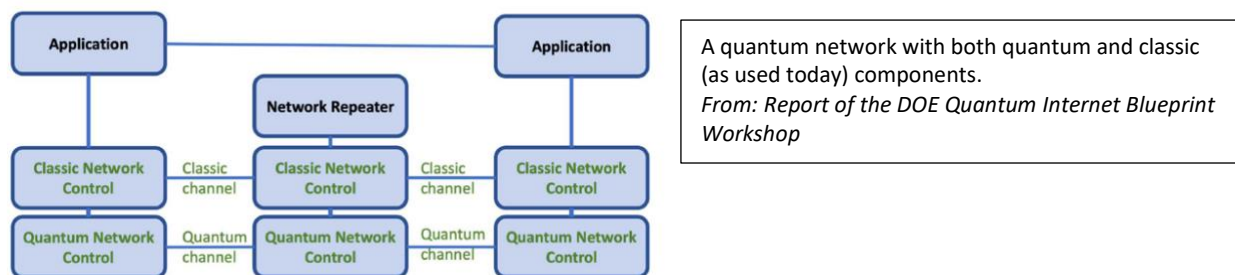 Application
Application
Network Repeater
Classic Network
Control
Classic
channel
Classic Network
Control
Classic
channel
Classic Network
Control
Quantum Network
Control
Quantum
channel
Quantum Network
Control
Quantum
channel
Quantum Network
Control
A quantum network with both quantum and classic
(as used today) components.
From: Report of the DOE Quantum Internet Blueprint
Workshop